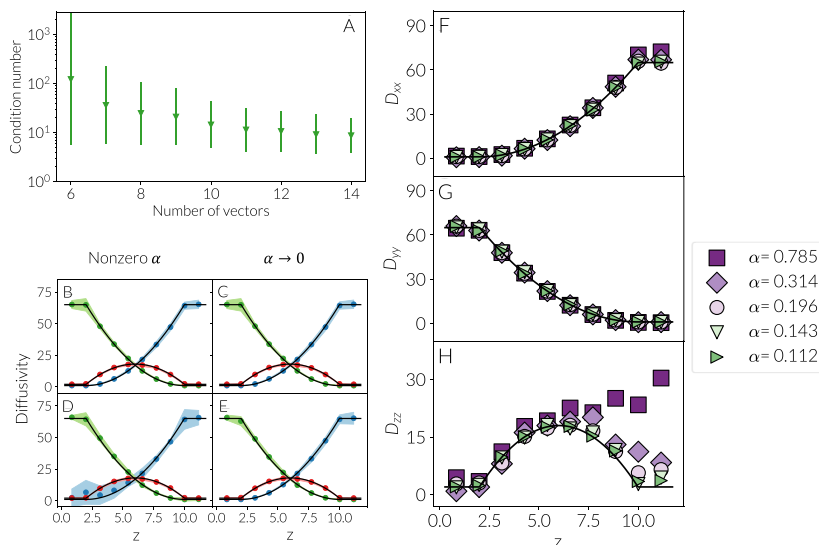 A
Condition number
10³
10²
10¹
10⁰
6
8
10
12
14
Number of vectors
Nonzero α
α → 0
B
C
D
E
Diffusivity
75
50
25
0
75
50
25
0
0.0 2.5 5.0 7.5 10.0
0.0 2.5 5.0 7.5 10.0
z
z
F
Dxx
90
60
30
0
G
Dyy
90
60
30
0
H
Dzz
30
15
0
0.0 2.5 5.0 7.5 10.0
z
α = 0.785
α = 0.314
α = 0.196
α = 0.143
α = 0.112